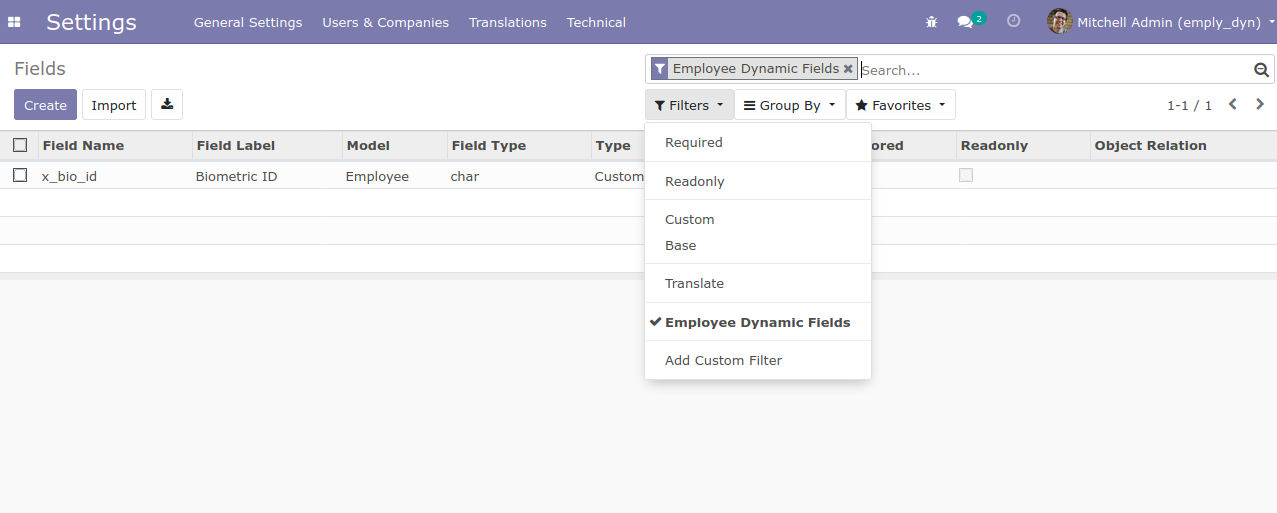 Settings General Settings Users & Companies Translations Technical 2 Mitchell Admin (emply_dyn)
Fields
Employee Dynamic Fields Search...
Create Import Filters Group By Favorites 1-1 / 1
Field Name Field Label Model Field Type Type ored Readonly Object Relation
x_bio_id Biometric ID Employee char Custom
Required
Readonly
Custom
Base
Translate
Employee Dynamic Fields
Add Custom Filter